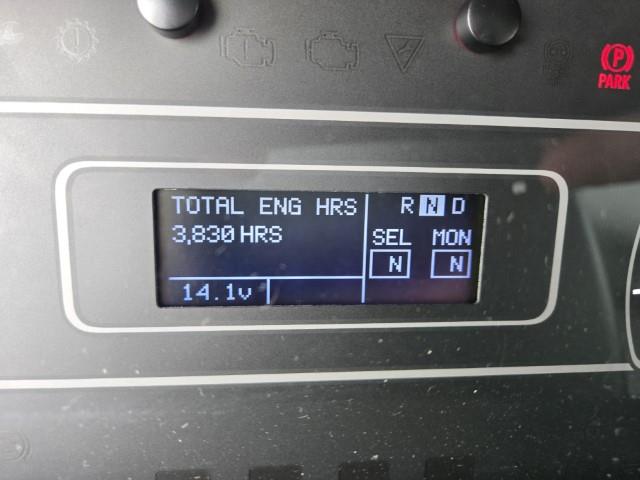 P
PARK
TOTAL ENG HRS
R N D
3,830 HRS
SEL MON
N N
14.1v